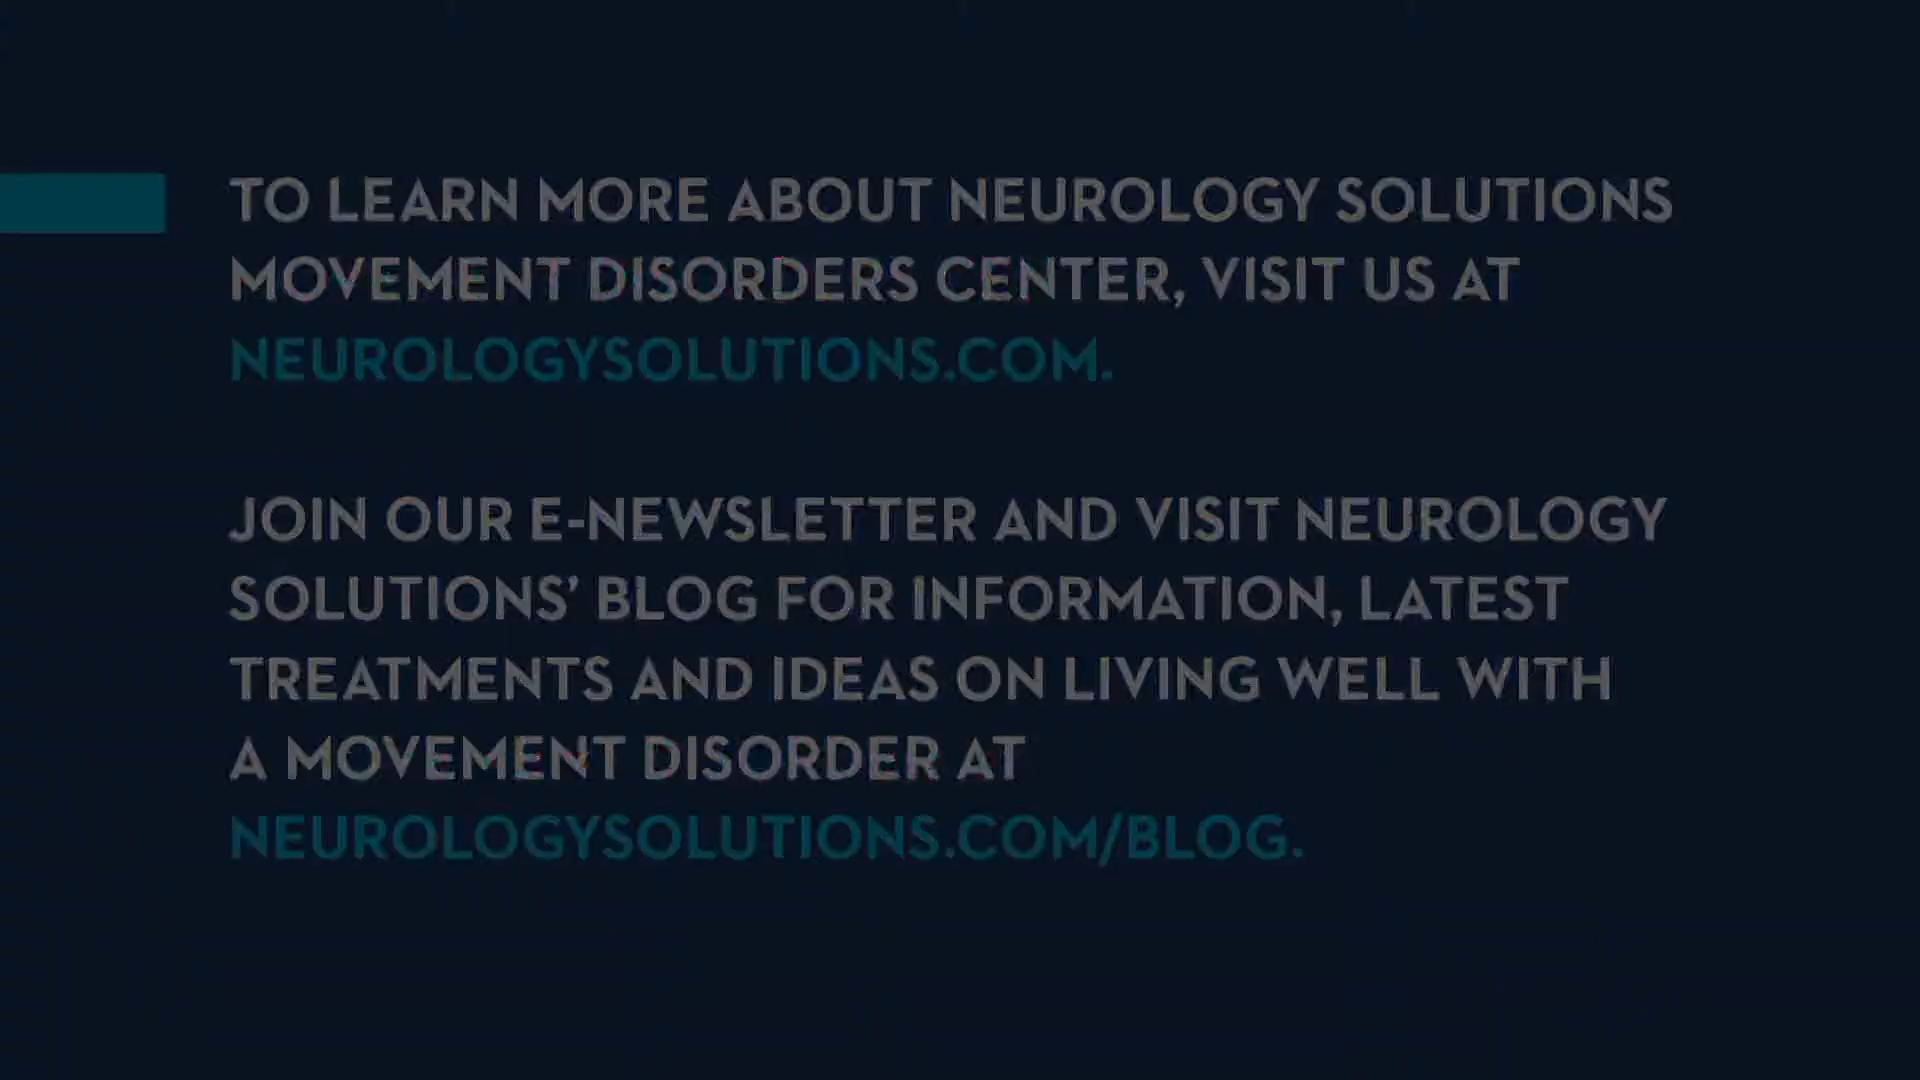 TO LEARN MORE ABOUT NEUROLOGY SOLUTIONS
MOVEMENT DISORDERS CENTER, VISIT US AT
NEUROLOGYSOLUTIONS.COM.
JOIN OUR E-NEWSLETTER AND VISIT NEUROLOGY
SOLUTIONS’ BLOG FOR INFORMATION, LATEST
TREATMENTS AND IDEAS ON LIVING WELL WITH
A MOVEMENT DISORDER AT
NEUROLOGYSOLUTIONS.COM/BLOG.